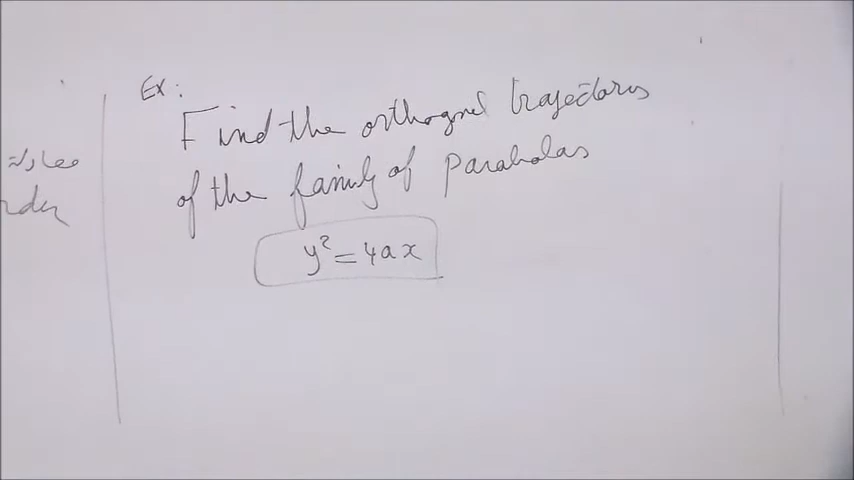 Ex:
Find the orthogonal trajectories
of the family of parabolas
y² = 4ax